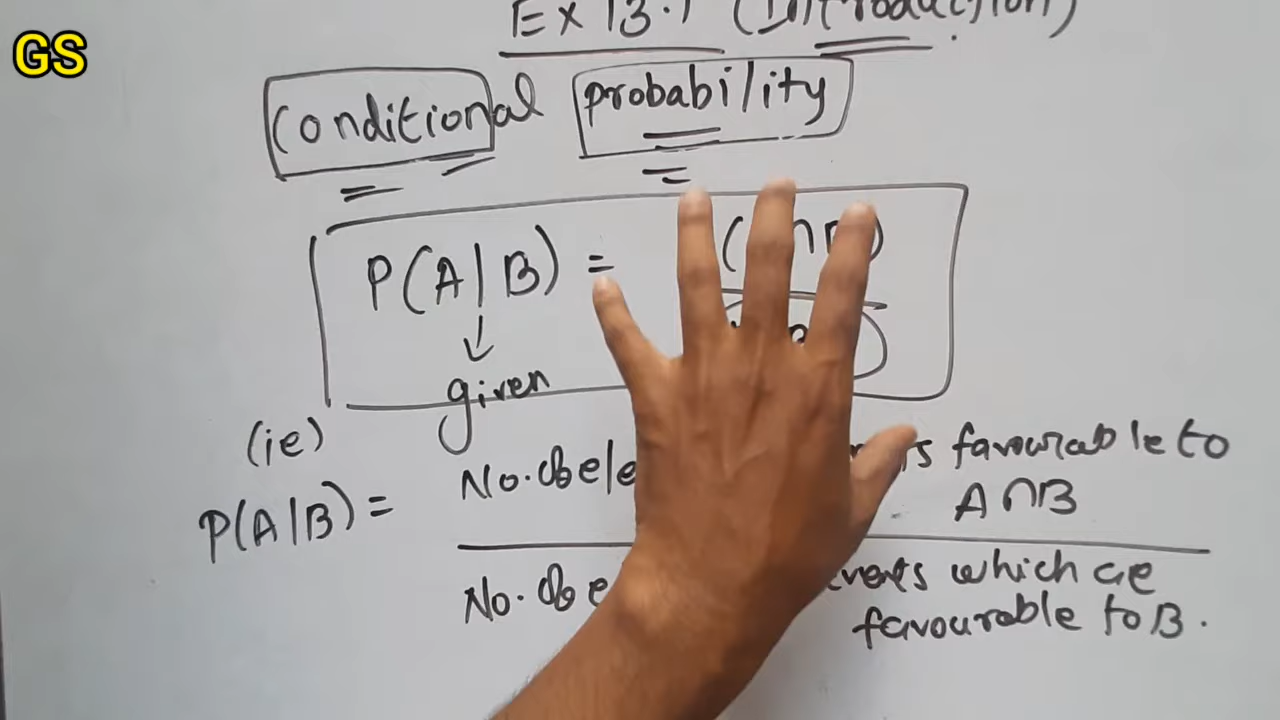 GS
Ex 13.1 (Introduction)
conditional probability
P(A|B) =
given
(ie)
P(A|B) =
No. of favourable to
A∩B
No. of events which are
favourable to B.